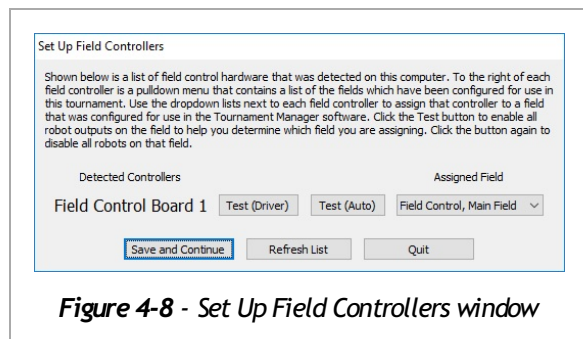 Set Up Field Controllers
Shown below is a list of field control hardware that was detected on this computer. To the right of each
field controller is a pulldown menu that contains a list of the fields which have been configured for use in
this tournament. Use the dropdown lists next to each field controller to assign that controller to a field
that was configured for use in the Tournament Manager software. Click the Test button to enable all
robot outputs on the field to help you determine which field you are assigning. Click the button again to
disable all robots on that field.
Detected Controllers Assigned Field
Field Control Board 1 Test (Driver) Test (Auto) Field Control, Main Field
Save and Continue Refresh List Quit
Figure 4-8 - Set Up Field Controllers window